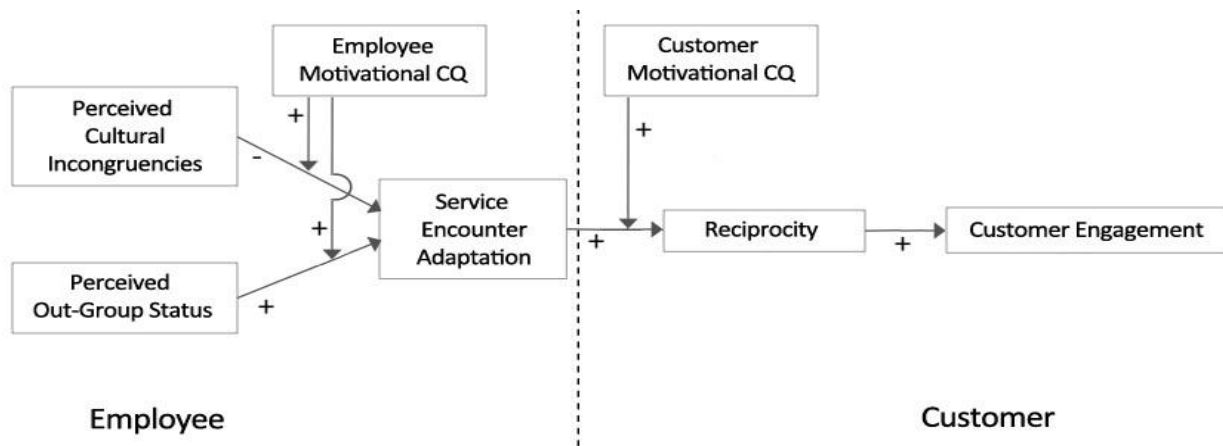 Employee
Motivational CQ
Customer
Motivational CQ
Perceived
Cultural
Incongruencies
+
-
+
+
Service
Encounter
Adaptation
+
Reciprocity
+
Customer Engagement
Perceived
Out-Group Status
+
Employee
Customer